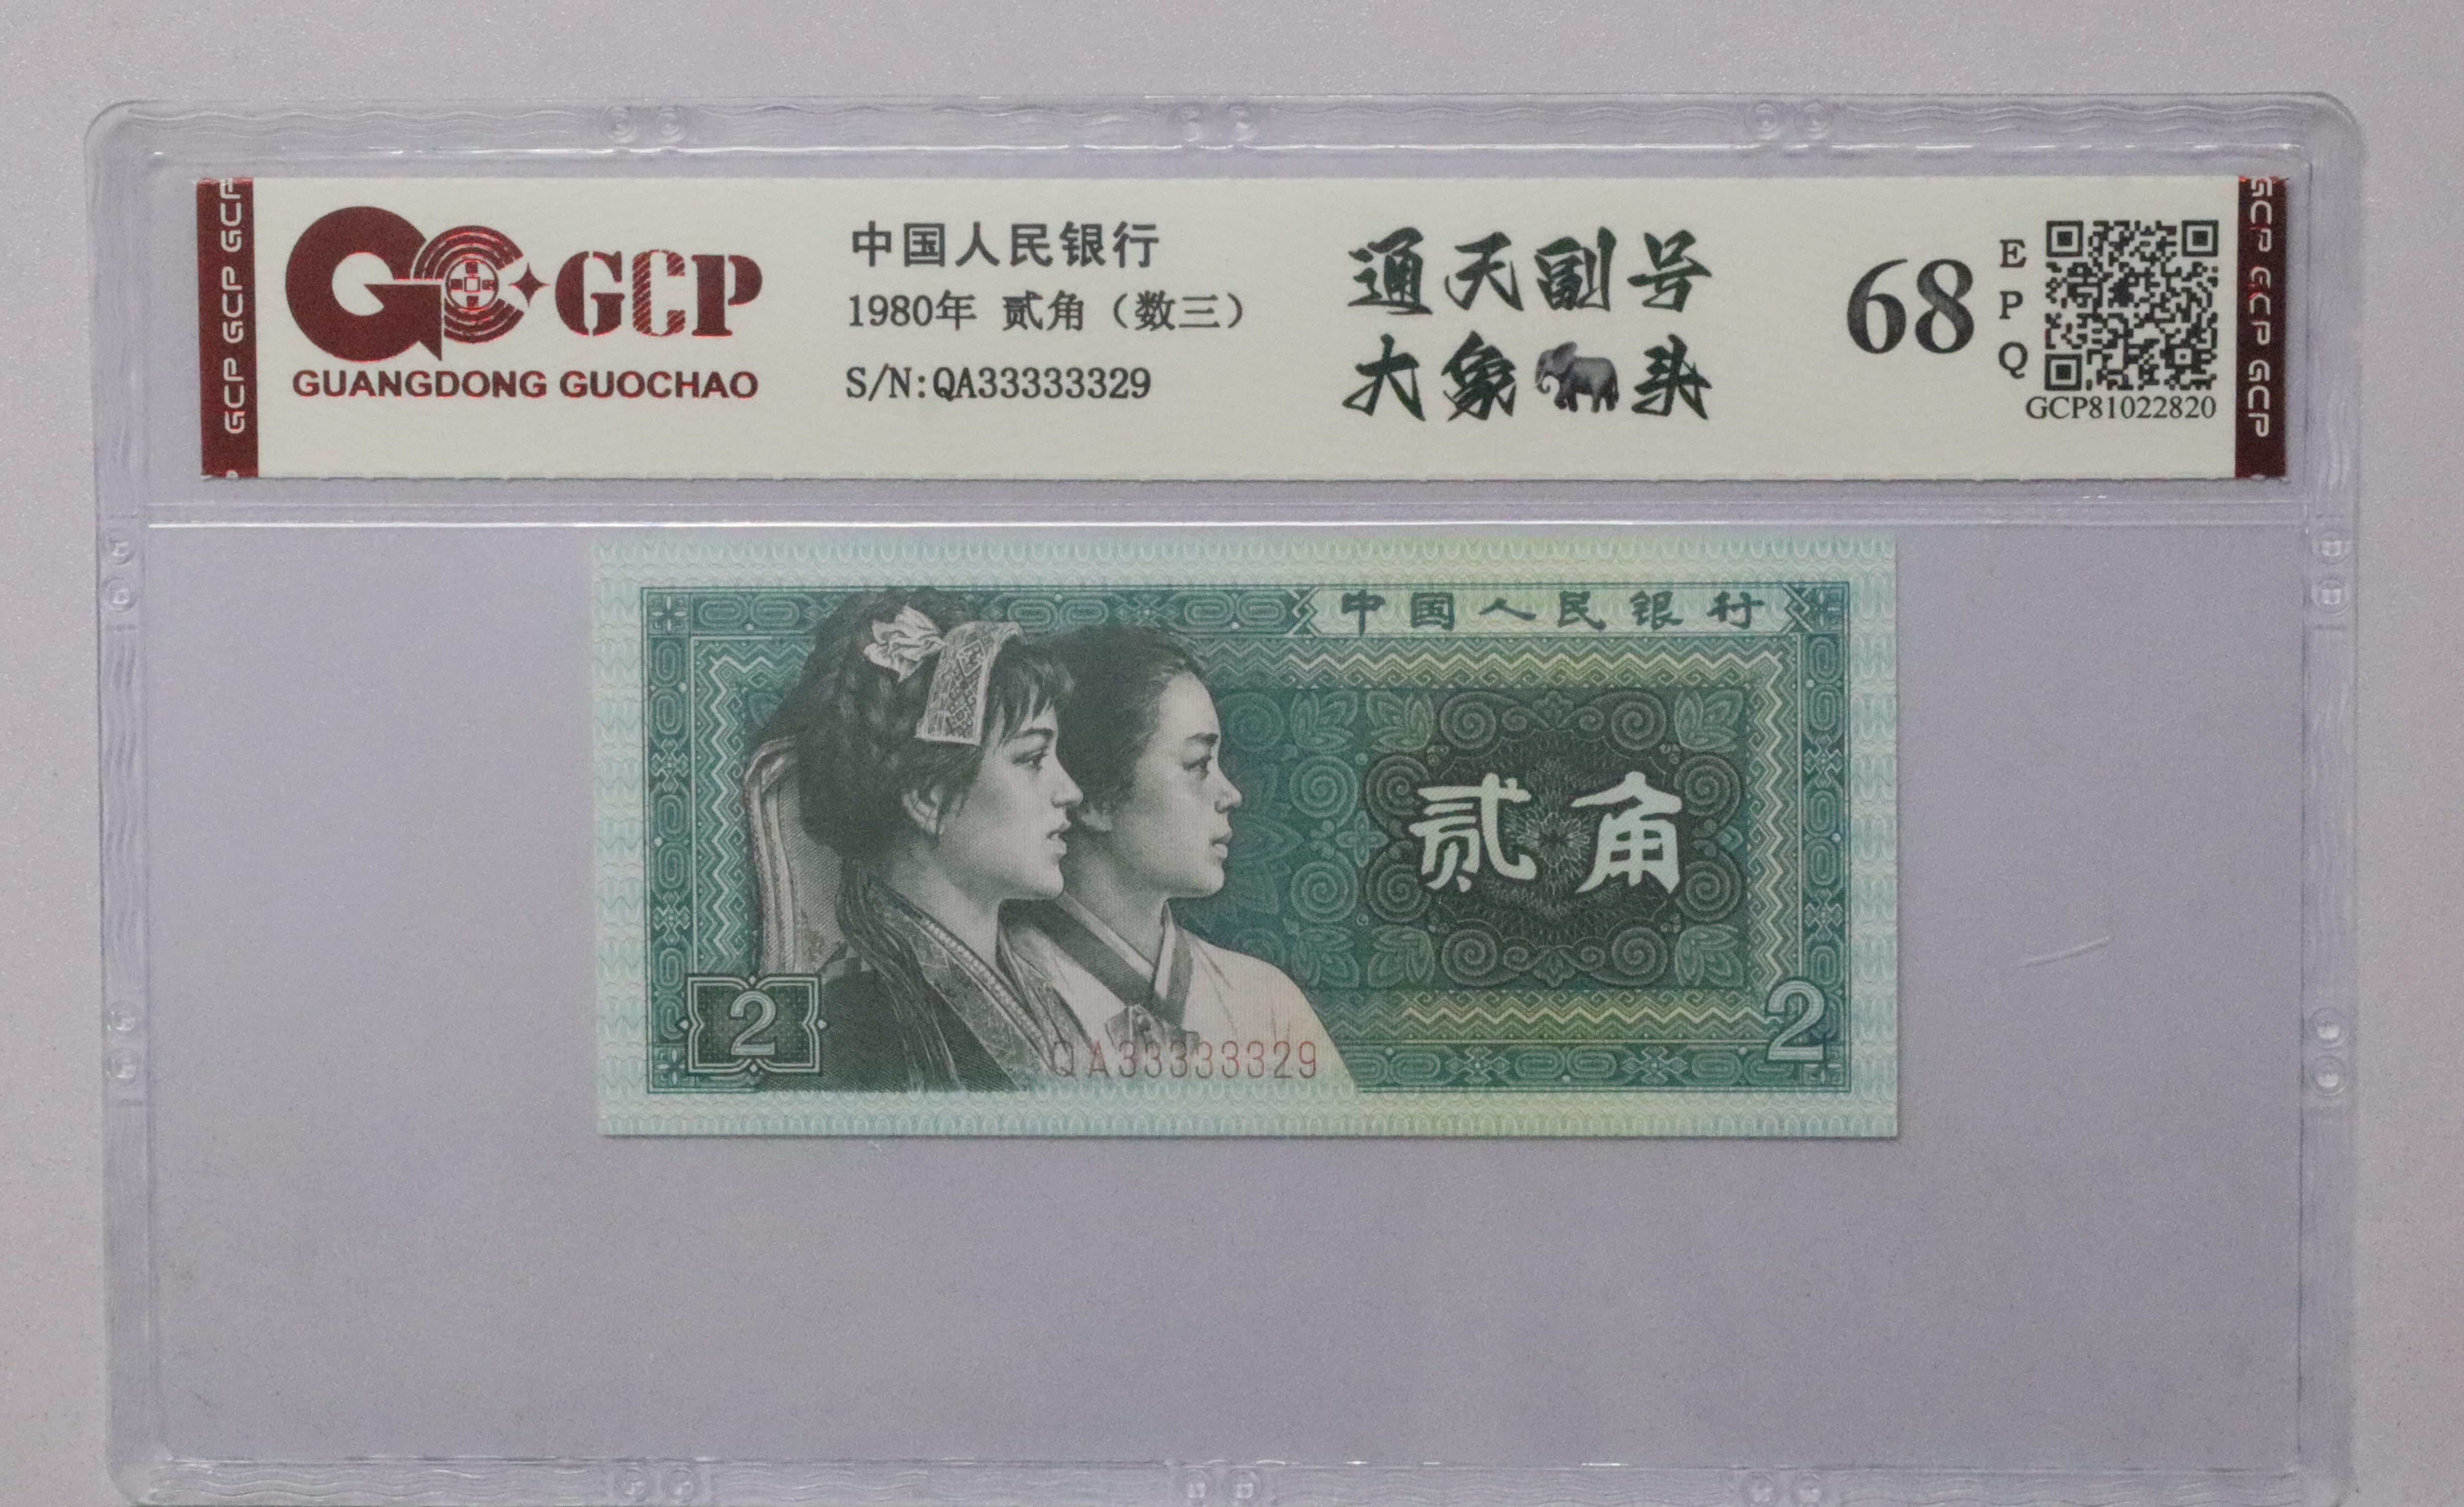 GCP GCP GCP
GCP
GUANGDONG GUOCHAO
中国人民银行
1980年 贰角（数三）
S/N:QA33333329
通天副号
大象🐘头
68
EPQ
GCP81022820
GCP GCP GCP
中国人民银行
贰角
2
QA33333329
2